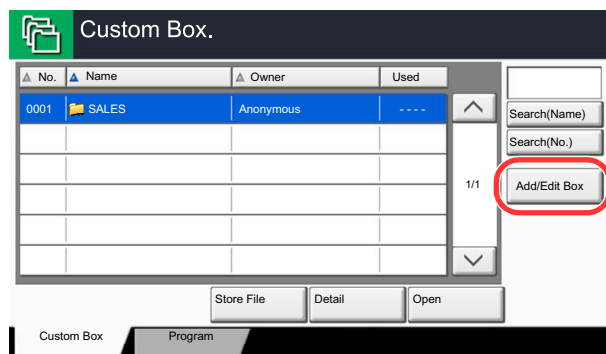 Custom Box.
No. Name Owner Used
0001 SALES Anonymous ----
Search(Name)
Search(No.)
1/1
Add/Edit Box
Store File Detail Open
Custom Box Program